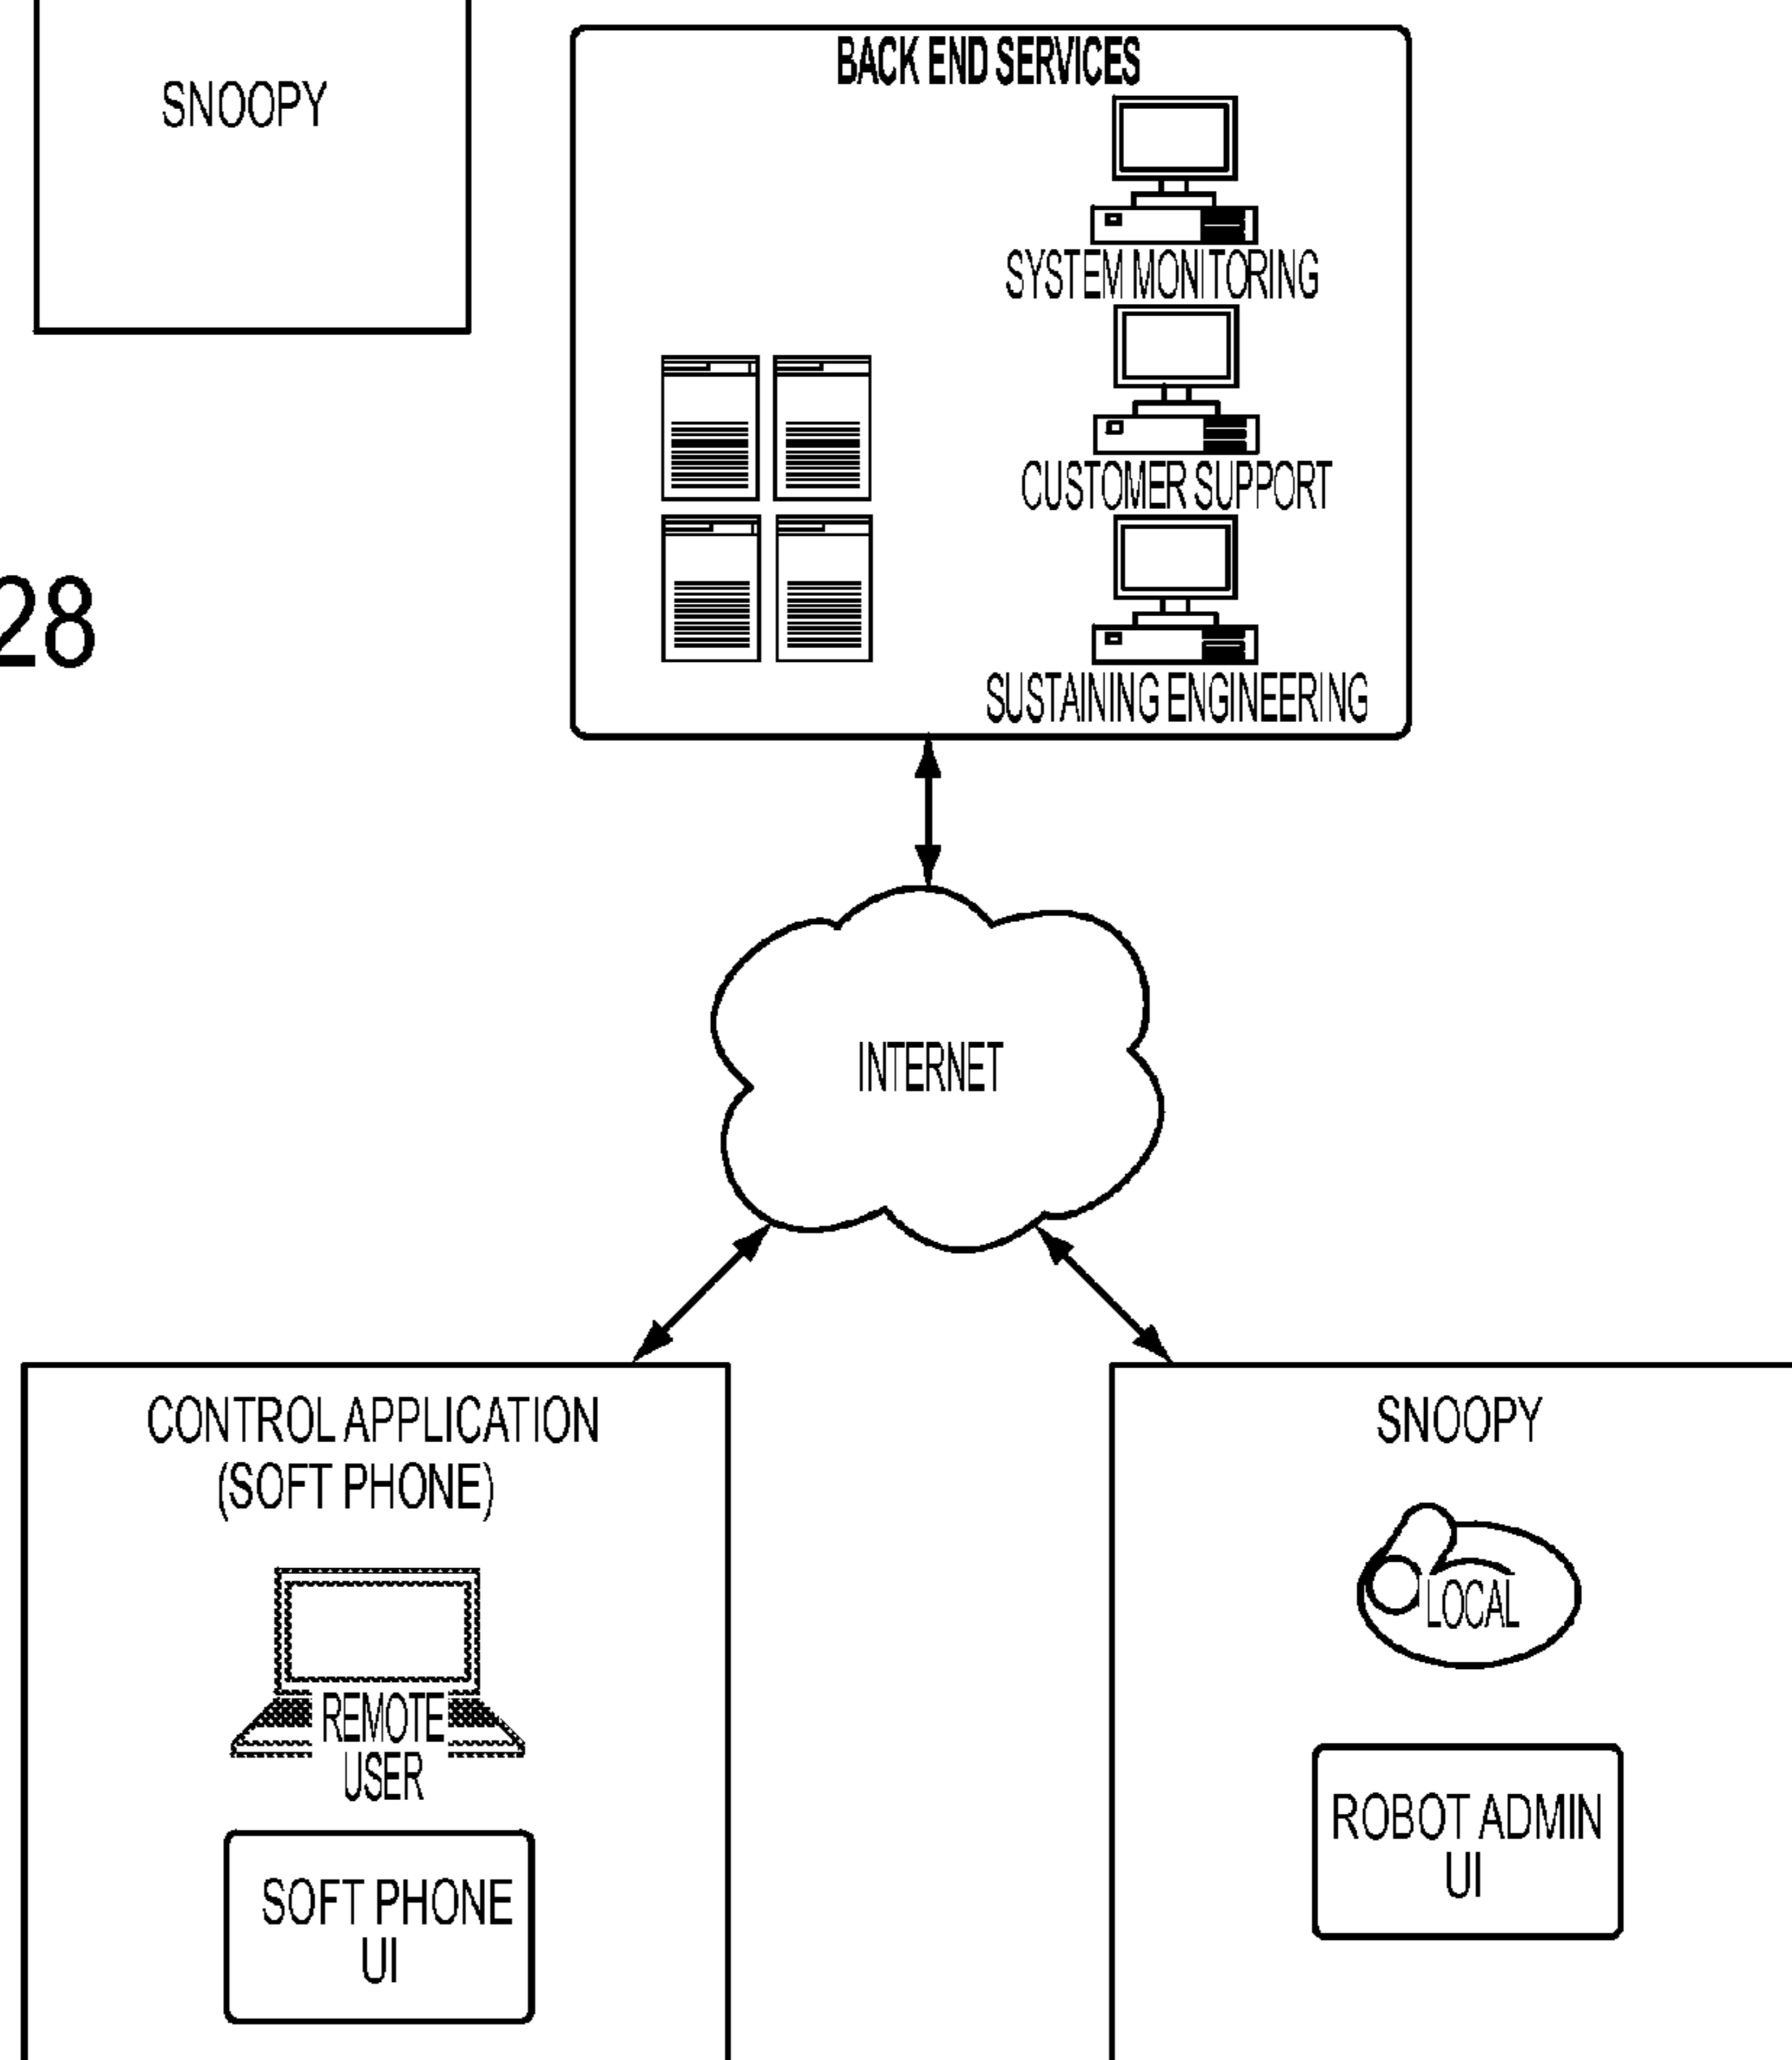 SNOOPY
BACK END SERVICES
SYSTEM MONITORING
CUSTOMER SUPPORT
SUSTAINING ENGINEERING
28
INTERNET
CONTROL APPLICATION
(SOFT PHONE)
REMOTE
USER
SOFT PHONE
UI
SNOOPY
LOCAL
ROBOT ADMIN
UI